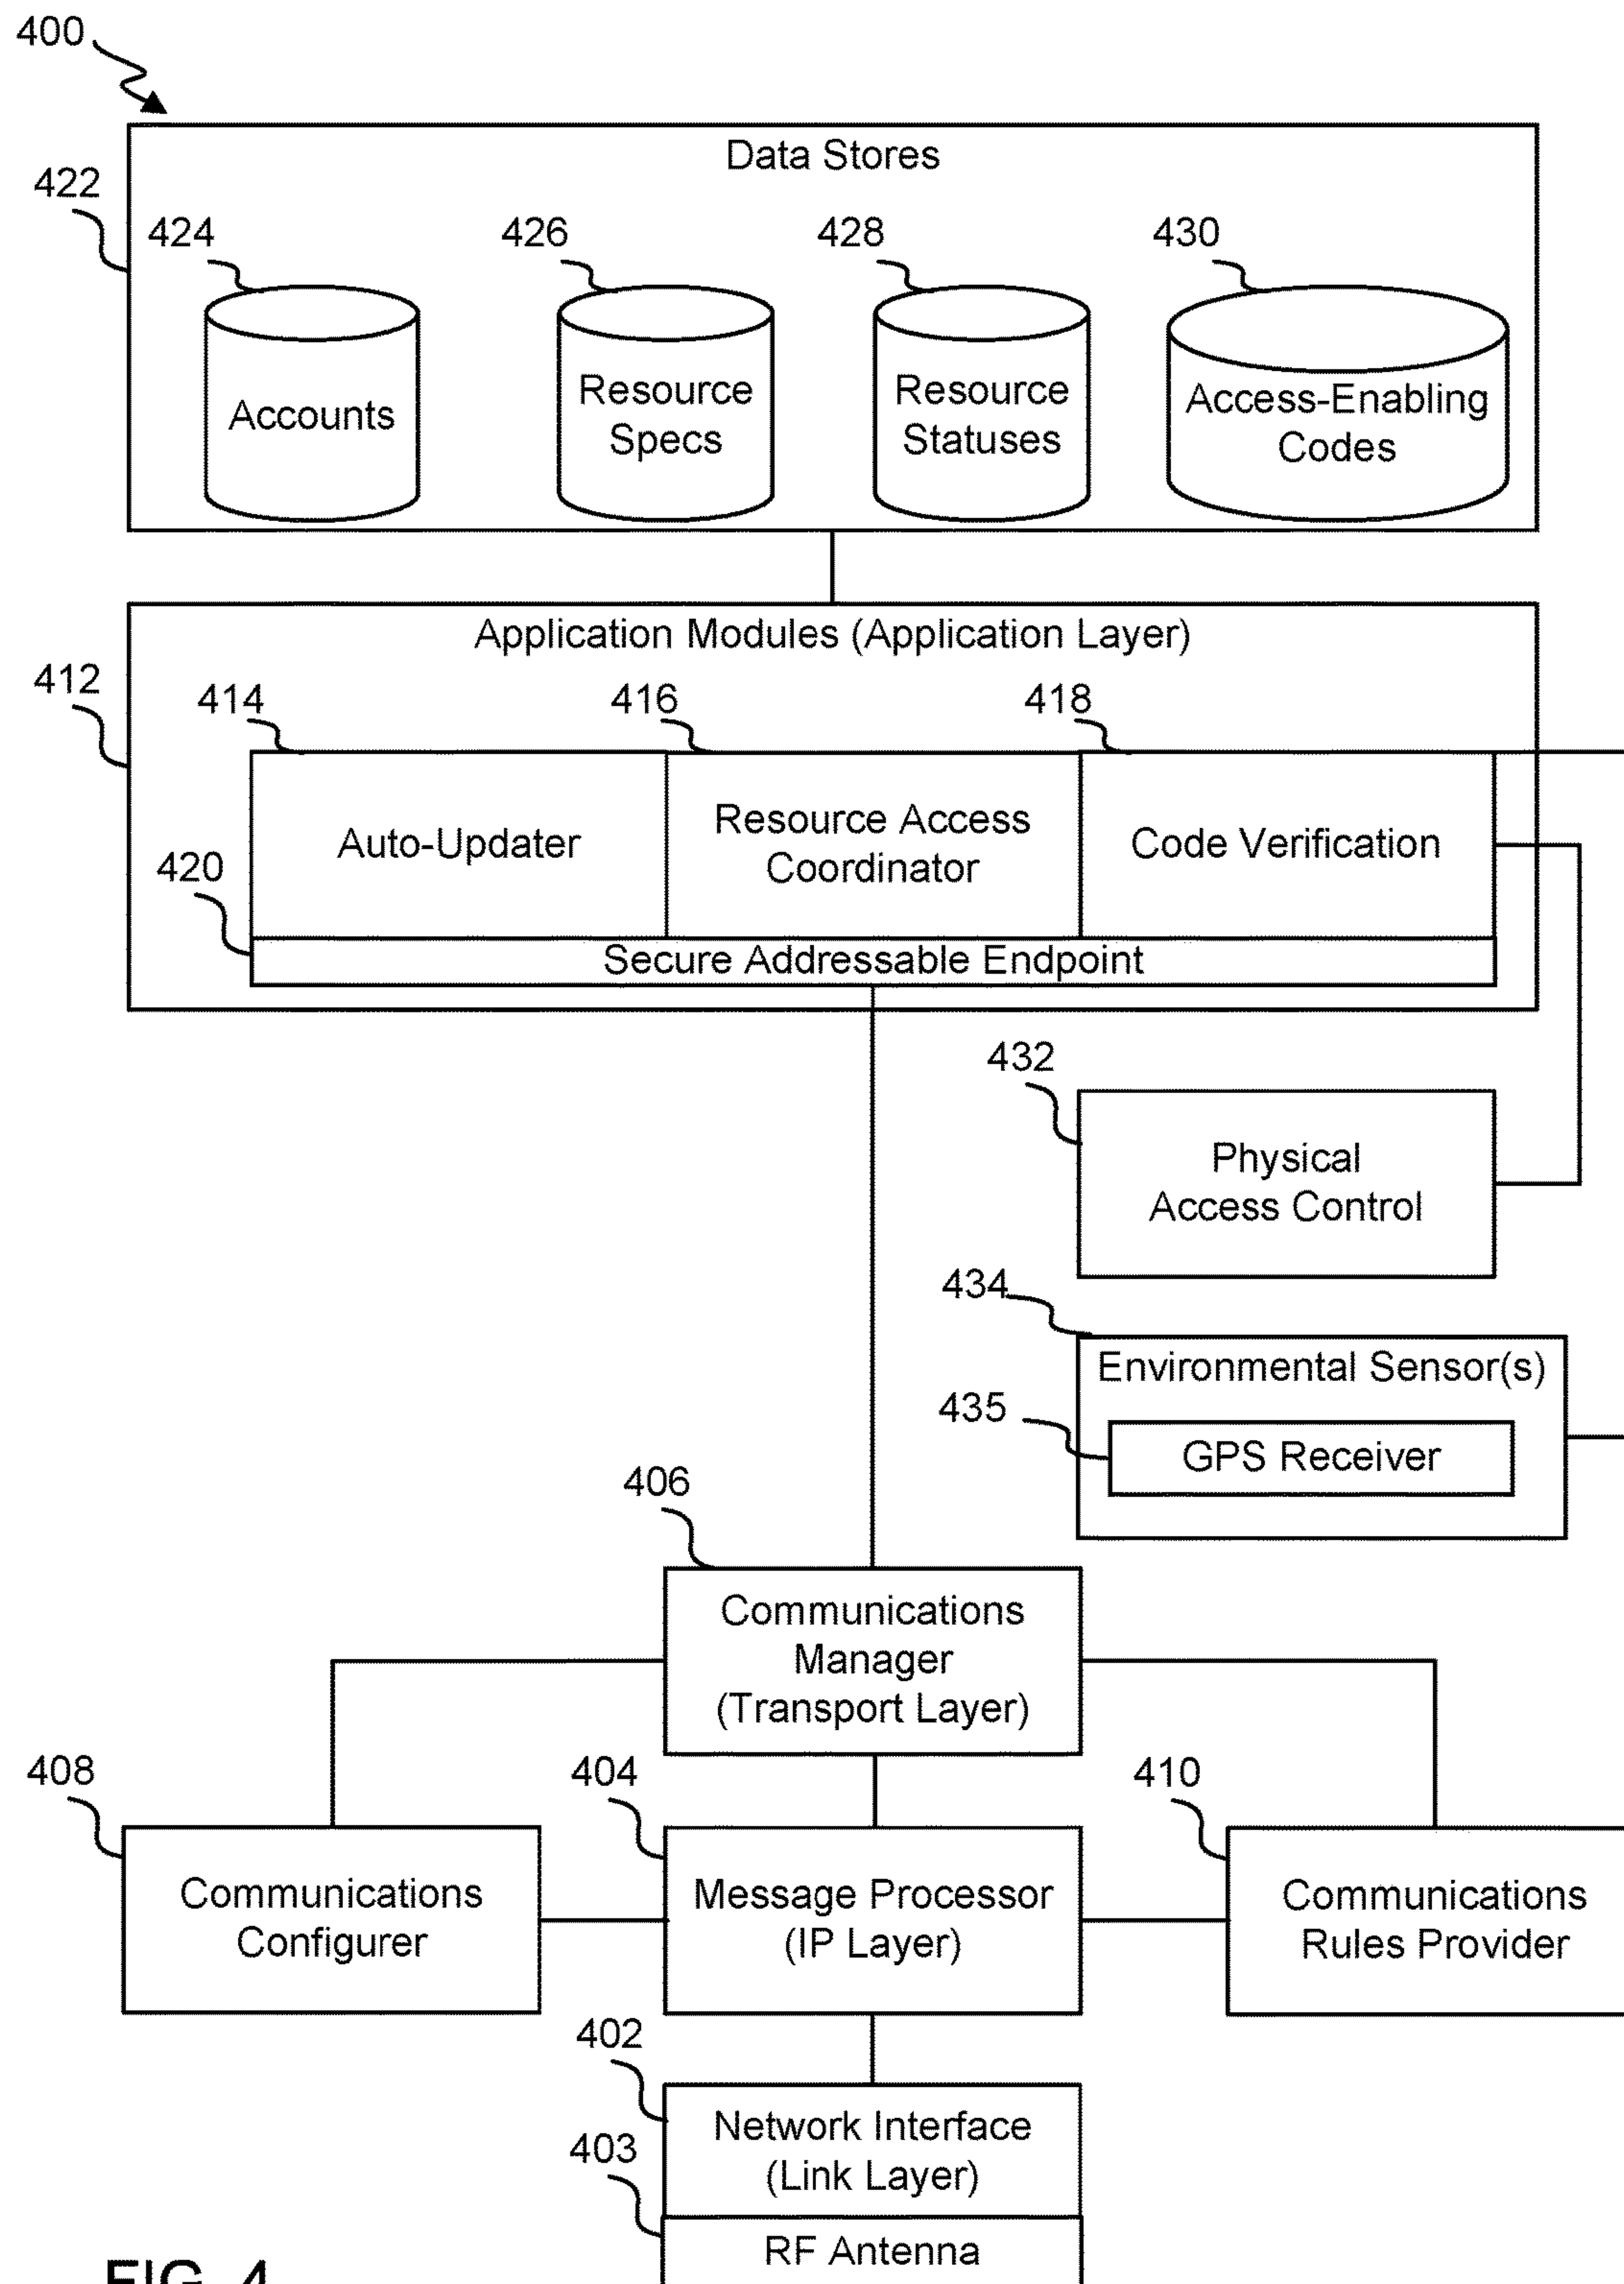 400
Data Stores
422
424
426
428
430
Accounts
Resource
Specs
Resource
Statuses
Access-Enabling
Codes
Application Modules (Application Layer)
412
414
416
418
Auto-Updater
Resource Access
Coordinator
Code Verification
420
Secure Addressable Endpoint
432
Physical
Access Control
434
Environmental Sensor(s)
435
GPS Receiver
406
Communications
Manager
(Transport Layer)
408
404
410
Communications
Configurer
Message Processor
(IP Layer)
Communications
Rules Provider
402
Network Interface
(Link Layer)
403
RF Antenna
FIG. 4